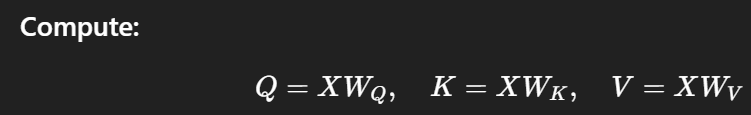 Compute:
Q = XW_Q, K = XW_K, V = XW_V